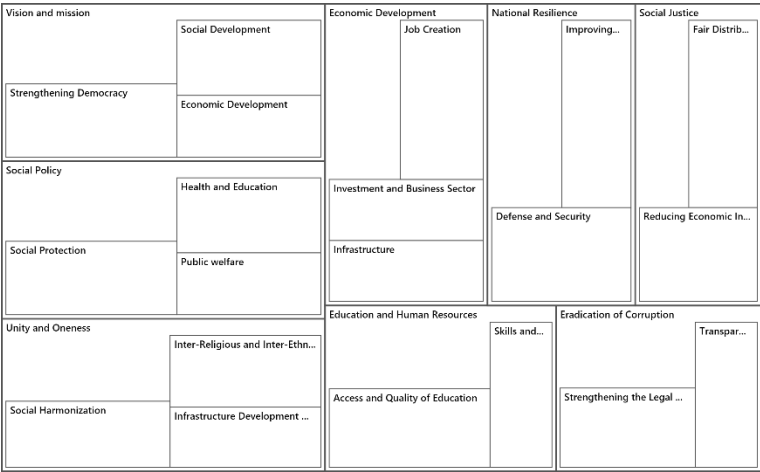 Vision and mission
Social Development
Strengthening Democracy
Economic Development
Social Policy
Health and Education
Social Protection
Public welfare
Unity and Oneness
Inter-Religious and Inter-Ethn...
Social Harmonization
Infrastructure Development ...
Economic Development
Job Creation
Investment and Business Sector
Infrastructure
National Resilience
Improving...
Defense and Security
Social Justice
Fair Distrib...
Reducing Economic In...
Education and Human Resources
Skills and...
Access and Quality of Education
Eradication of Corruption
Transpar...
Strengthening the Legal ...